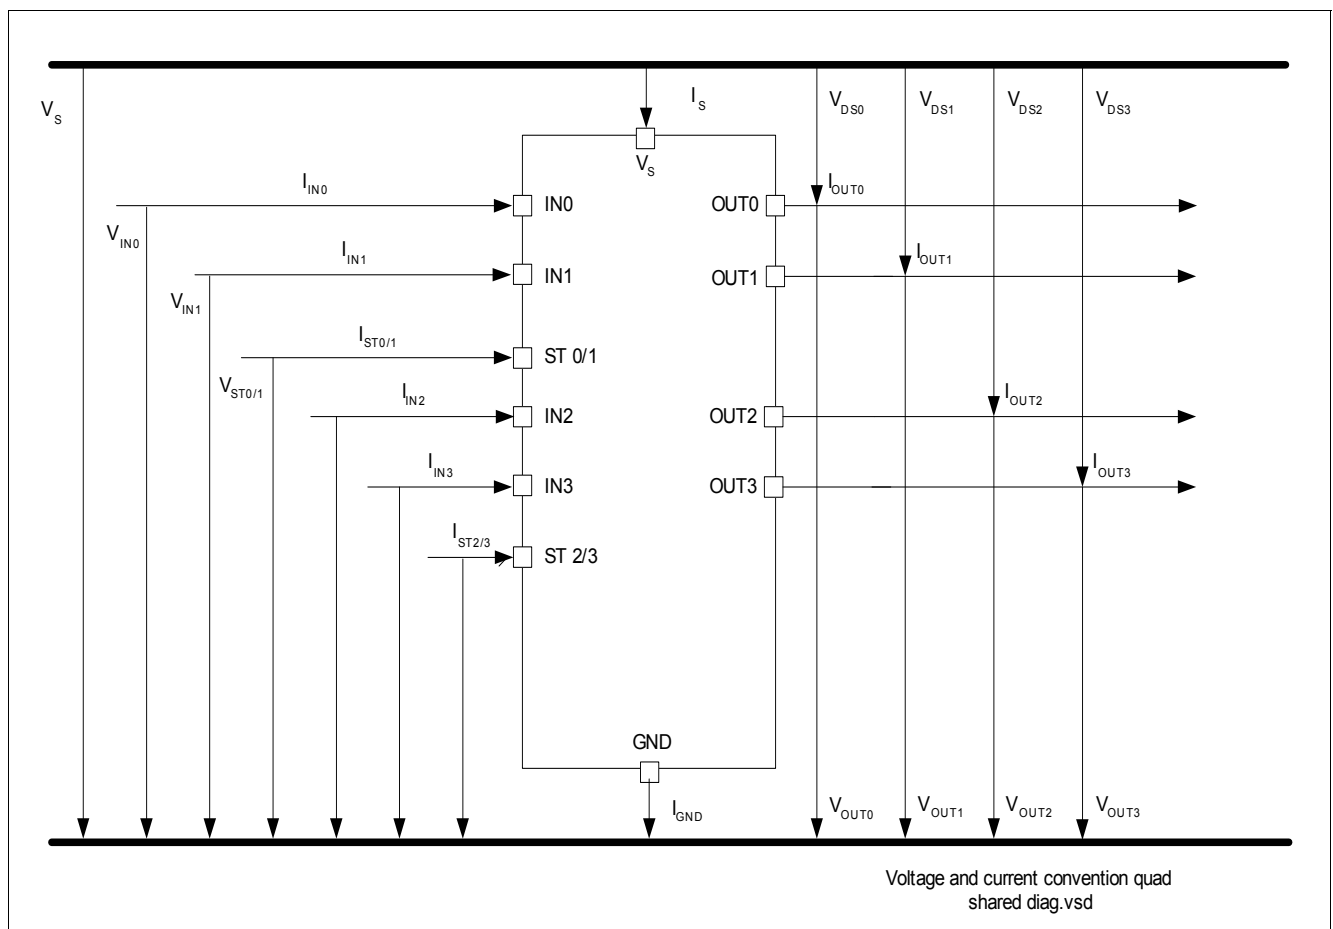 V_S
I_S
V_DS0
V_DS1
V_DS2
V_DS3
V_S
I_IN0
IN0
OUT0
I_OUT0
V_IN0
I_IN1
IN1
OUT1
I_OUT1
V_IN1
I_ST0/1
ST 0/1
V_ST0/1
I_IN2
IN2
OUT2
I_OUT2
I_IN3
IN3
OUT3
I_OUT3
I_ST2/3
ST 2/3
GND
I_GND
V_OUT0
V_OUT1
V_OUT2
V_OUT3
Voltage and current convention quad
shared diag.vsd